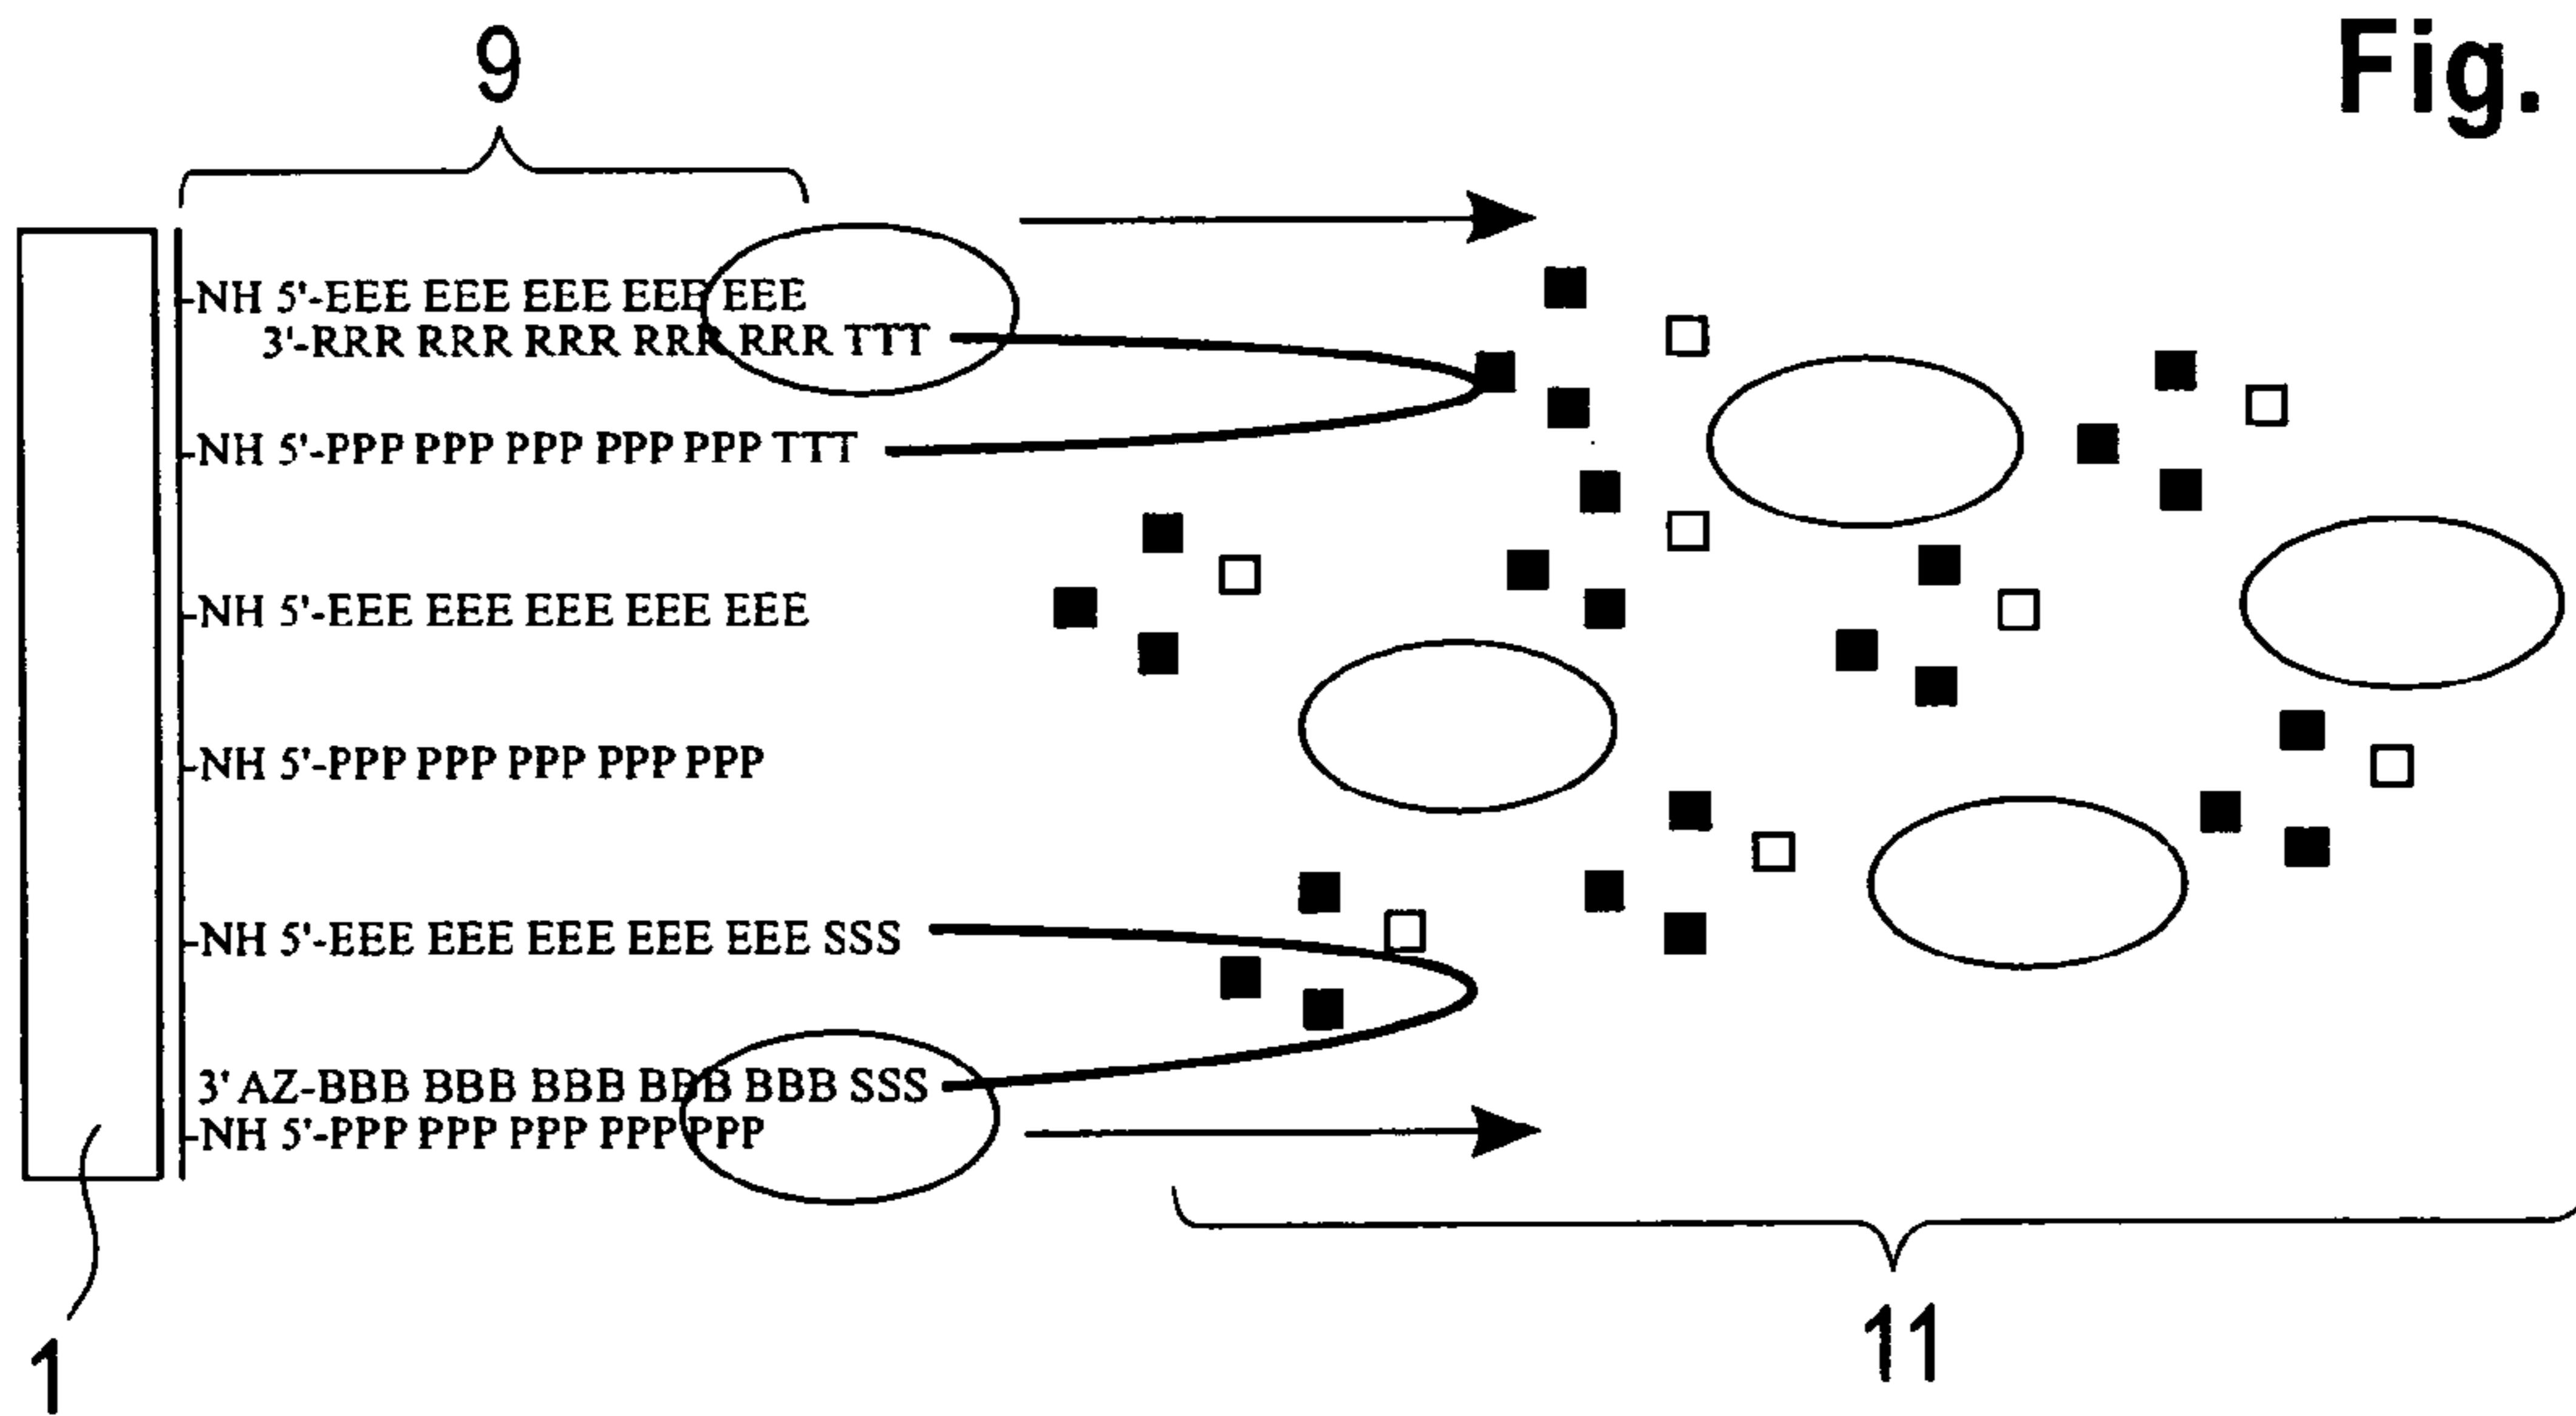 Fig.
9
-NH 5'-EEE EEE EEE EEE EEE
3'-RRR RRR RRR RRR RRR TTT
-NH 5'-PPP PPP PPP PPP PPP TTT
-NH 5'-EEE EEE EEE EEE EEE
-NH 5'-PPP PPP PPP PPP PPP
-NH 5'-EEE EEE EEE EEE EEE SSS
3' AZ-BBB BBB BBB BBB BBB SSS
-NH 5'-PPP PPP PPP PPP PPP
1
11